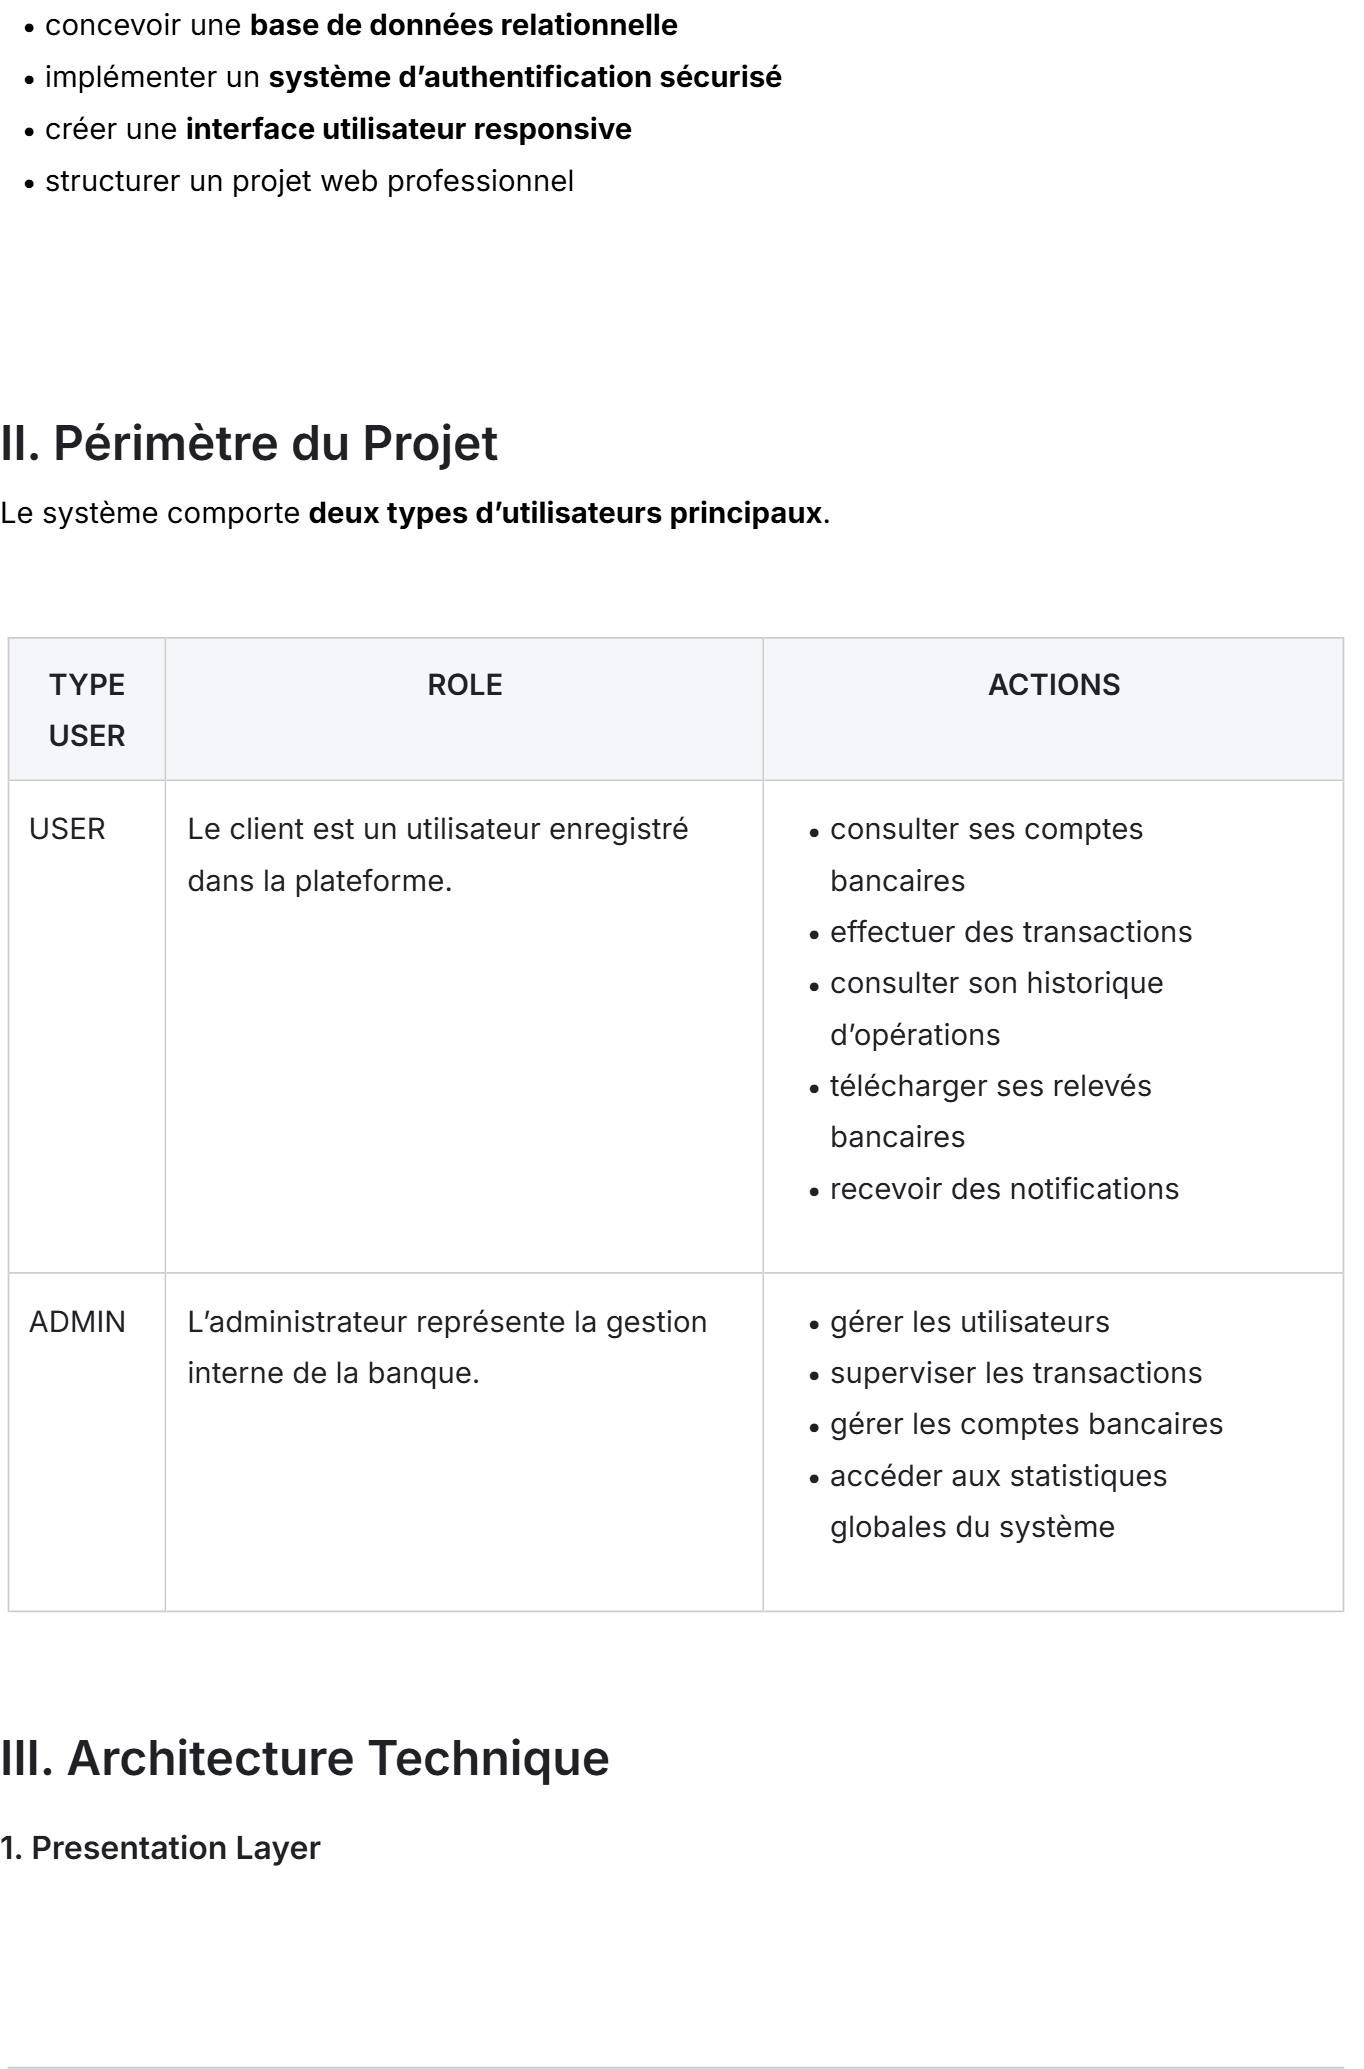 • concevoir une base de données relationnelle
• implémenter un système d’authentification sécurisé
• créer une interface utilisateur responsive
• structurer un projet web professionnel
II. Périmètre du Projet
Le système comporte deux types d’utilisateurs principaux.
TYPE
USER
ROLE
ACTIONS
USER
Le client est un utilisateur enregistré
dans la plateforme.
• consulter ses comptes
bancaires
• effectuer des transactions
• consulter son historique
d’opérations
• télécharger ses relevés
bancaires
• recevoir des notifications
ADMIN
L’administrateur représente la gestion
interne de la banque.
• gérer les utilisateurs
• superviser les transactions
• gérer les comptes bancaires
• accéder aux statistiques
globales du système
III. Architecture Technique
1. Presentation Layer